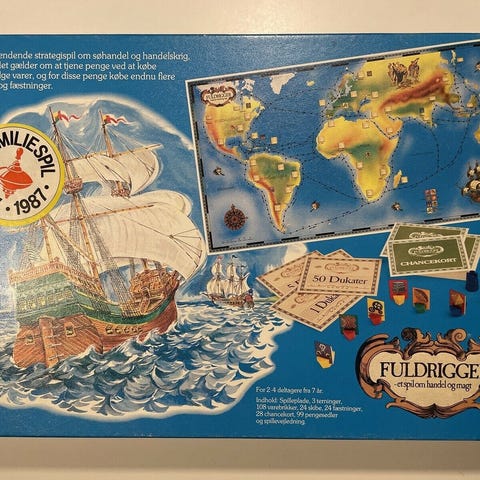 endende strategispil om søhandel og handelskrig,
det gælder om at tjene penge ved at købe
lge varer, og for disse penge købe endnu flere
og fæstninger.
FULDRIGGE
MILIESPIL
· 1987 ·
CHANCEKORT
50 Dukater
1 Dukat
FULDRIGGE
-et spil om handel og magt
For 2-4 deltagere fra 7 år.
Indhold: Spilleplade, 3 terninger,
108 varebrikker, 24 skibe, 24 fæstninger,
28 chancekort, 99 pengesedler
og spillevejledning.